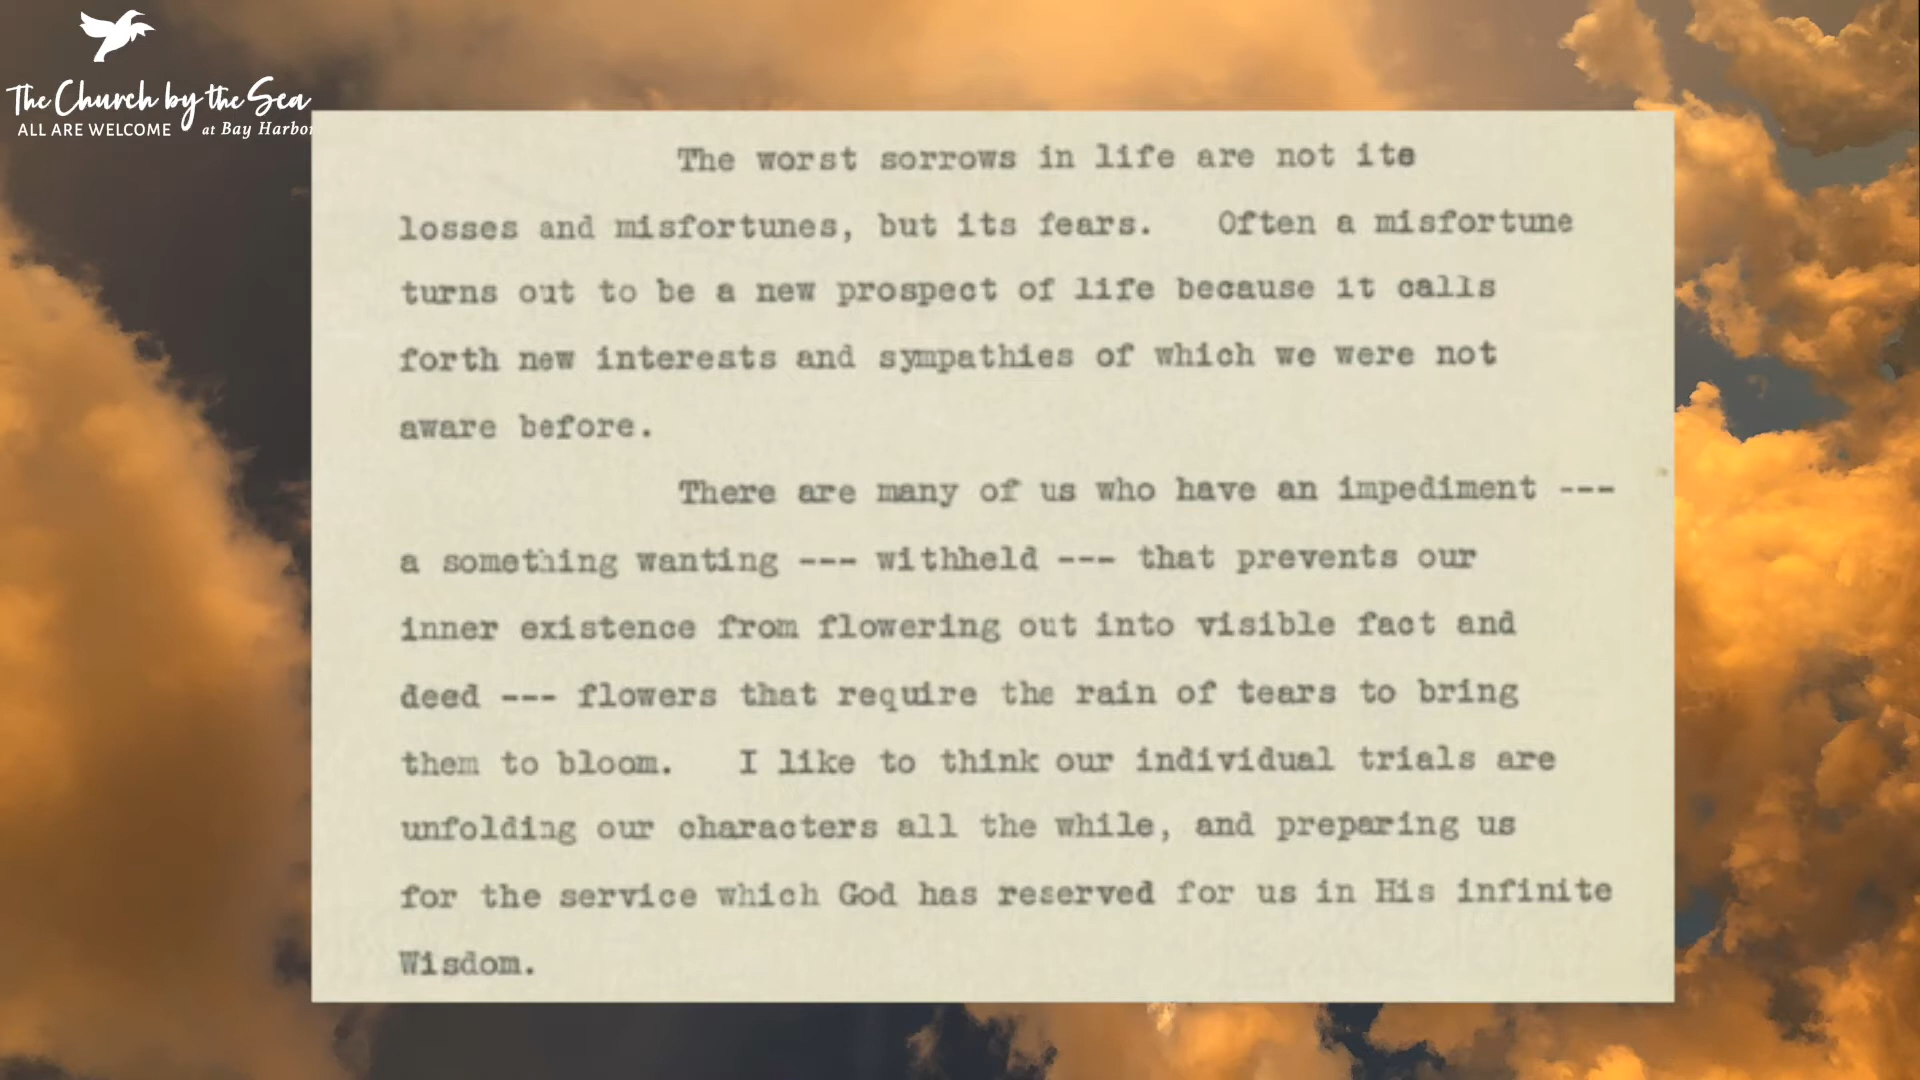 The Church by the Sea
ALL ARE WELCOME at Bay Harbor
The worst sorrows in life are not its
losses and misfortunes, but its fears. Often a misfortune
turns out to be a new prospect of life because it calls
forth new interests and sympathies of which we were not
aware before.
There are many of us who have an impediment ---
a something wanting --- withheld --- that prevents our
inner existence from flowering out into visible fact and
deed --- flowers that require the rain of tears to bring
them to bloom. I like to think our individual trials are
unfolding our characters all the while, and preparing us
for the service which God has reserved for us in His infinite
Wisdom.